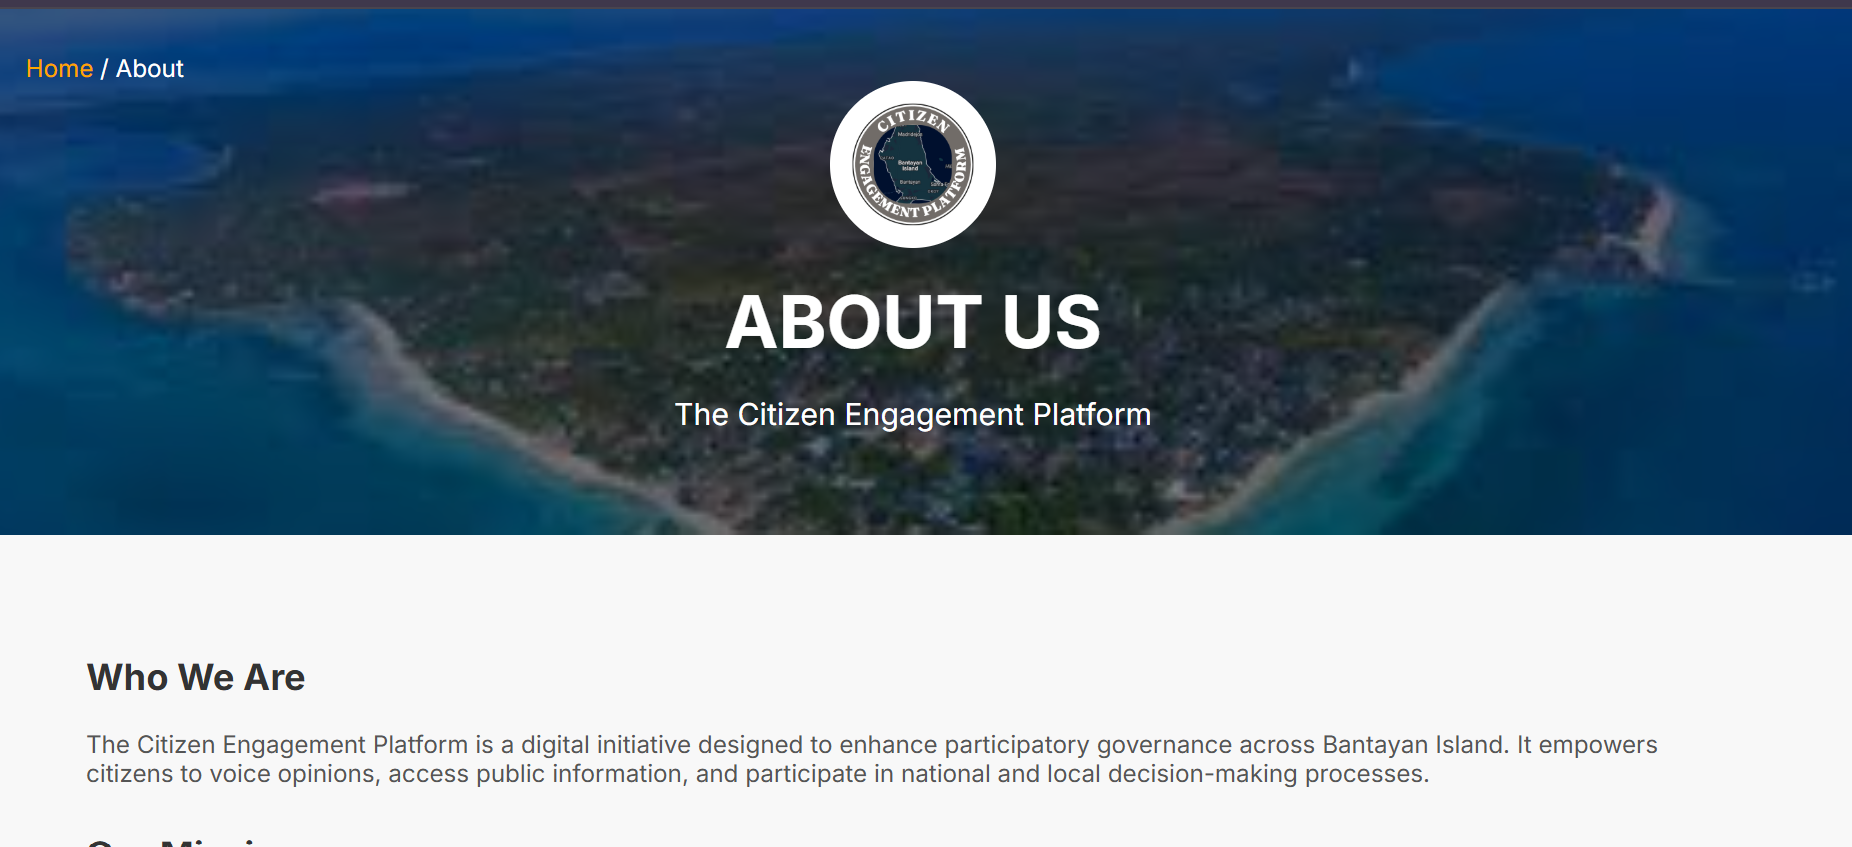 Home / About
CITIZEN
ENGAGEMENT PLATFORM
Madridejos
Bantayan
Island
Bantayan
ABOUT US
The Citizen Engagement Platform
Who We Are
The Citizen Engagement Platform is a digital initiative designed to enhance participatory governance across Bantayan Island. It empowers
citizens to voice opinions, access public information, and participate in national and local decision-making processes.